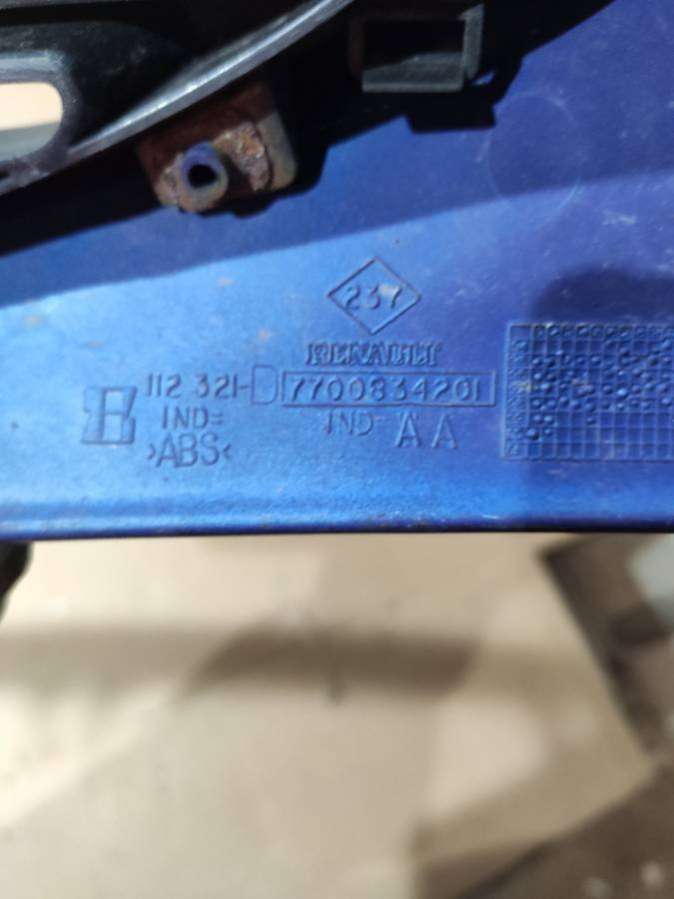 237
RENAULT
112 321-D 7700834201
IND= IND- AA
>ABS<